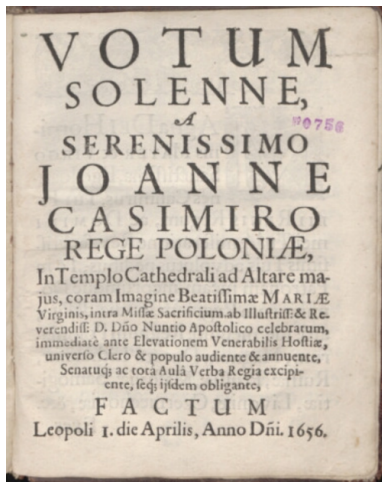 VOTUM
SOLENNE,
A
SERENISSIMO
JOANNE
CASIMIRO
REGE POLONIÆ,
In Templo Cathedrali ad Altare ma-
jus, coram Imagine Beatiſſimæ MARIÆ
Virginis, intra Miſſæ Sacrificium ab Illuſtriſſ: & Re-
verendiſſ D. Dño Nuntio Apoſtolico celebratum,
immediatè ante Elevationem Venerabilis Hoſtiæ,
univerſo Clero & populo audiente & annuente,
Senatuq; ac tota Aulâ Verba Regia excipi-
ente, ſeq; ijſdem obligante,
FACTUM
Leopoli 1. die Aprilis, Anno Dñi. 1656.